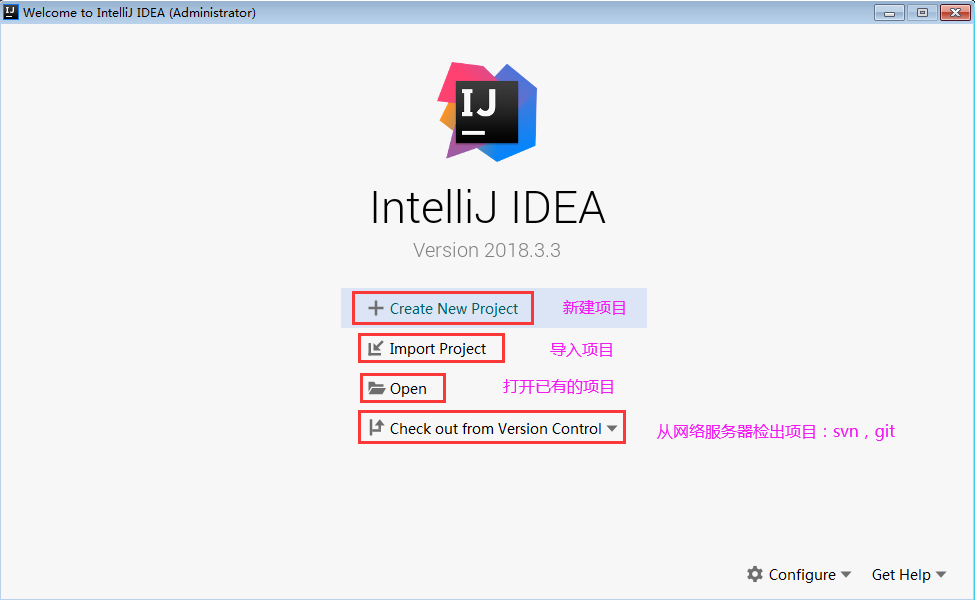 Welcome to IntelliJ IDEA (Administrator)
IJ
IntelliJ IDEA
Version 2018.3.3
Create New Project 新建项目
Import Project 导入项目
Open 打开已有的项目
Check out from Version Control 从网络服务器检出项目：svn，git
Configure Get Help